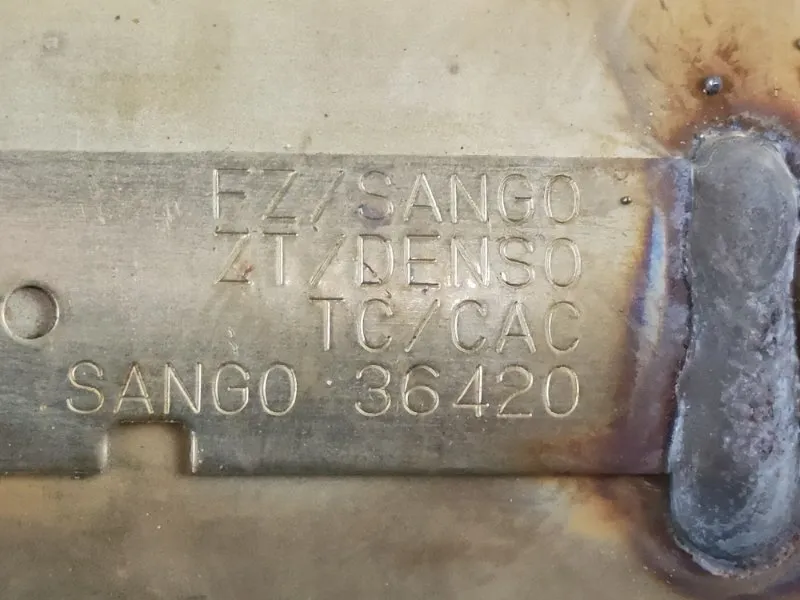 FZ/SANGO
ZT/DENSO
TC/CAC
SANGO 36420